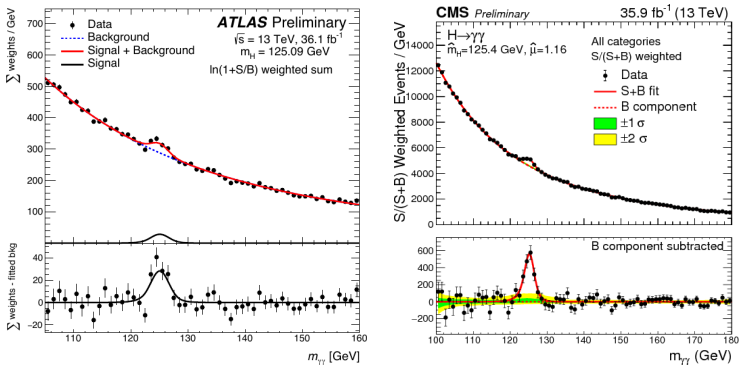 ATLAS Preliminary
√s = 13 TeV, 36.1 fb⁻¹
m_H = 125.09 GeV
ln(1+S/B) weighted sum
Data
Background
Signal + Background
Signal
Σ weights / GeV
700
600
500
400
300
200
100
Σ weights - fitted bkg
40
20
0
−20
110 120 130 140 150 160
m_γγ [GeV]
CMS Preliminary 35.9 fb⁻¹ (13 TeV)
H→γγ
m̂_H=125.4 GeV, μ̂=1.16
All categories
S/(S+B) weighted
Data
S+B fit
B component
±1 σ
±2 σ
S/(S+B) Weighted Events / GeV
14000
12000
10000
8000
6000
4000
2000
0
B component subtracted
600
400
200
0
−200
100 110 120 130 140 150 160 170 180
m_γγ (GeV)